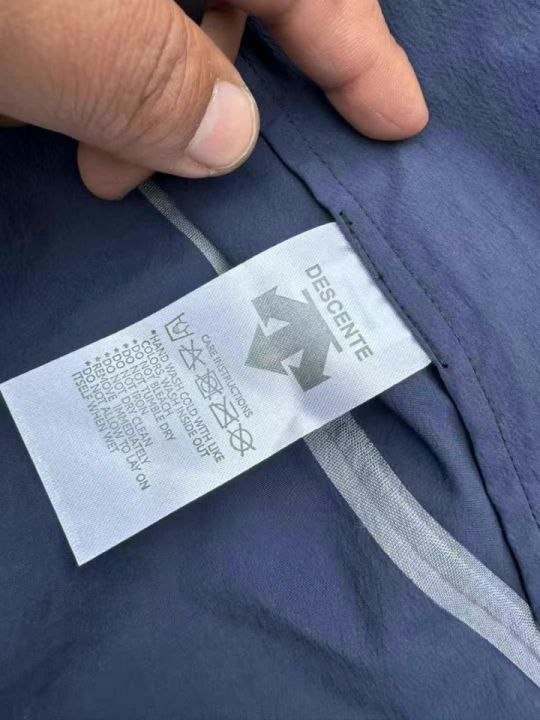 DESCENTE
CARE INSTRUCTIONS
*HAND WASH COLD WITH LIKE
COLORS, WASH INSIDE OUT
*DO NOT BLEACH
*DO NOT TUMBLE DRY
*DO NOT IRON
*DO NOT DRY CLEAN
*REMOVE IMMEDIATELY
*DO NOT ALLOW TO LAY ON
ITSELF WHEN WET